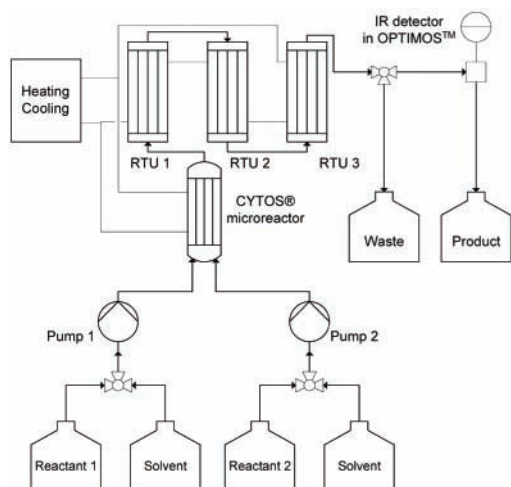 IR detector
in OPTIMOS™
Heating
Cooling
RTU 1
RTU 2
RTU 3
CYTOS®
microreactor
Waste
Product
Pump 1
Pump 2
Reactant 1
Solvent
Reactant 2
Solvent